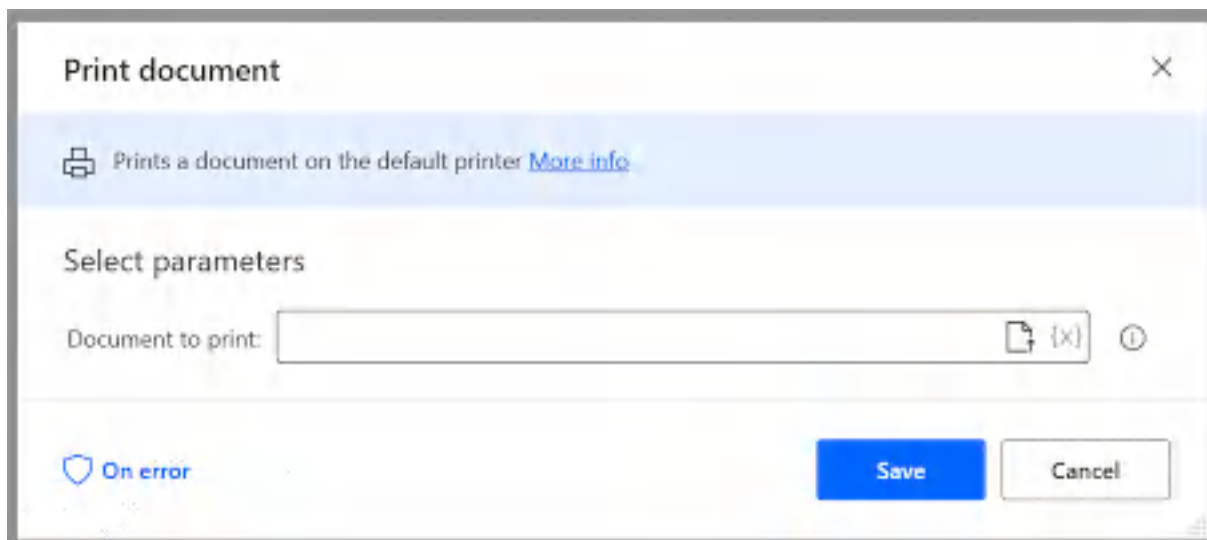 Print document
Prints a document on the default printer More info
Select parameters
Document to print:
{x}
On error
Save
Cancel